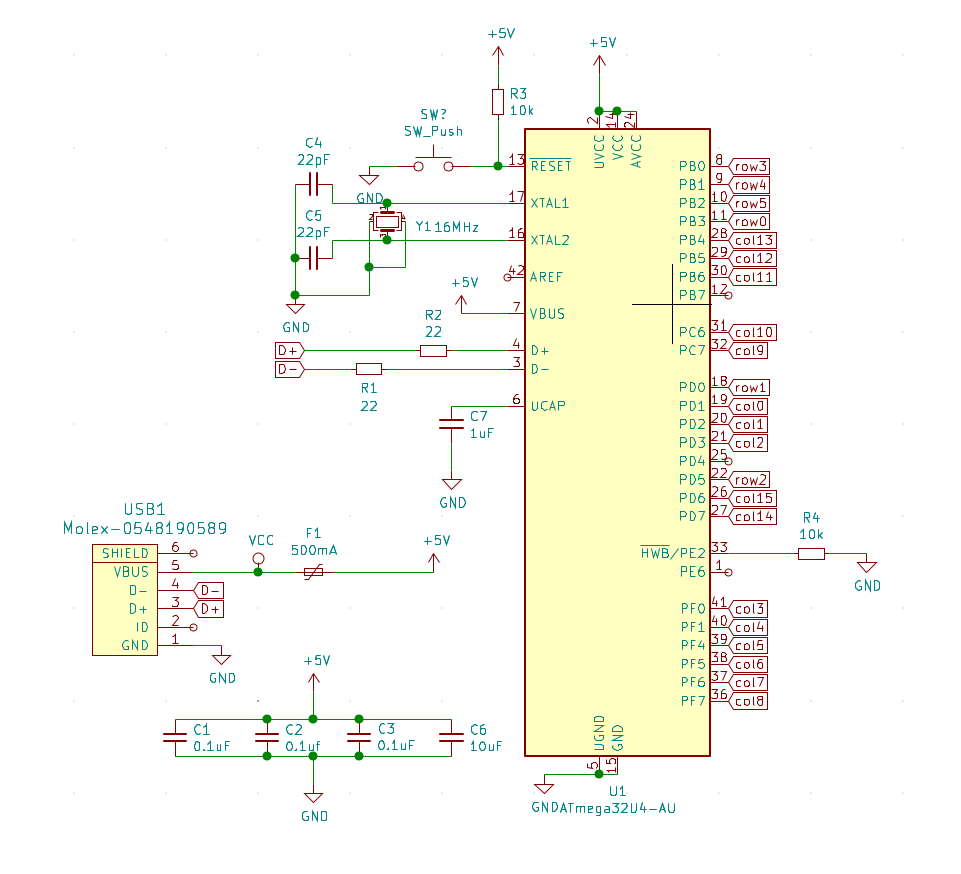 +5V
+5V
R3
10k
SW?
SW_Push
GND
C4
22pF
C5
22pF
GND
Y1 16MHz
1
2
3
4
+5V
R2
22
D+
D-
R1
22
C7
1uF
GND
2 UVCC
14 VCC
24 AVCC
13 RESET
17 XTAL1
16 XTAL2
42 AREF
7 VBUS
4 D+
3 D-
6 UCAP
PB0 8 row3
PB1 9 row4
PB2 10 row5
PB3 11 row0
PB4 28 col13
PB5 29 col12
PB6 30 col11
PB7 12
PC6 31 col10
PC7 32 col9
PD0 18 row1
PD1 19 col0
PD2 20 col1
PD3 21 col2
PD4 25
PD5 22 row2
PD6 26 col15
PD7 27 col14
HWB/PE2 33
PE6 1
R4
10k
GND
PF0 41 col3
PF1 40 col4
PF4 39 col5
PF5 38 col6
PF6 37 col7
PF7 36 col8
UGND 5
GND 15
GND
U1
ATmega32U4-AU
USB1
Molex-0548190589
SHIELD 6
VBUS 5
D- 4 D-
D+ 3 D+
ID 2
GND 1
GND
VCC
F1
500mA
+5V
+5V
C1
0.1uF
C2
0.1uf
C3
0.1uF
C6
10uF
GND